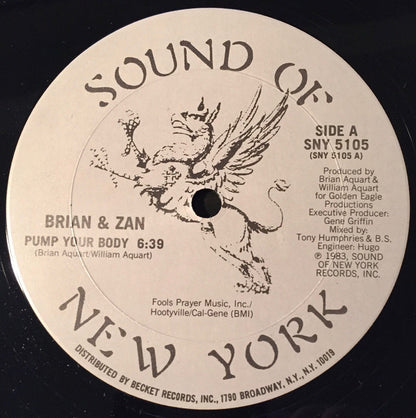 SOUND OF
SIDE A
SNY 5105
(SNY 5105 A)
Produced by
Brian Aquart &
William Aquart
for Golden Eagle
Productions
Executive Producer:
Gene Griffin
Mixed by:
Tony Humphries & B.S.
Engineer: Hugo
℗ 1983, SOUND
OF NEW YORK
RECORDS, INC.
BRIAN & ZAN
PUMP YOUR BODY 6:39
(Brian Aquart/William Aquart)
Fools Prayer Music, Inc./
Hootyville/Cal-Gene (BMI)
NEW YORK
DISTRIBUTED BY BECKET RECORDS, INC., 1790 BROADWAY, N.Y., N.Y. 10019